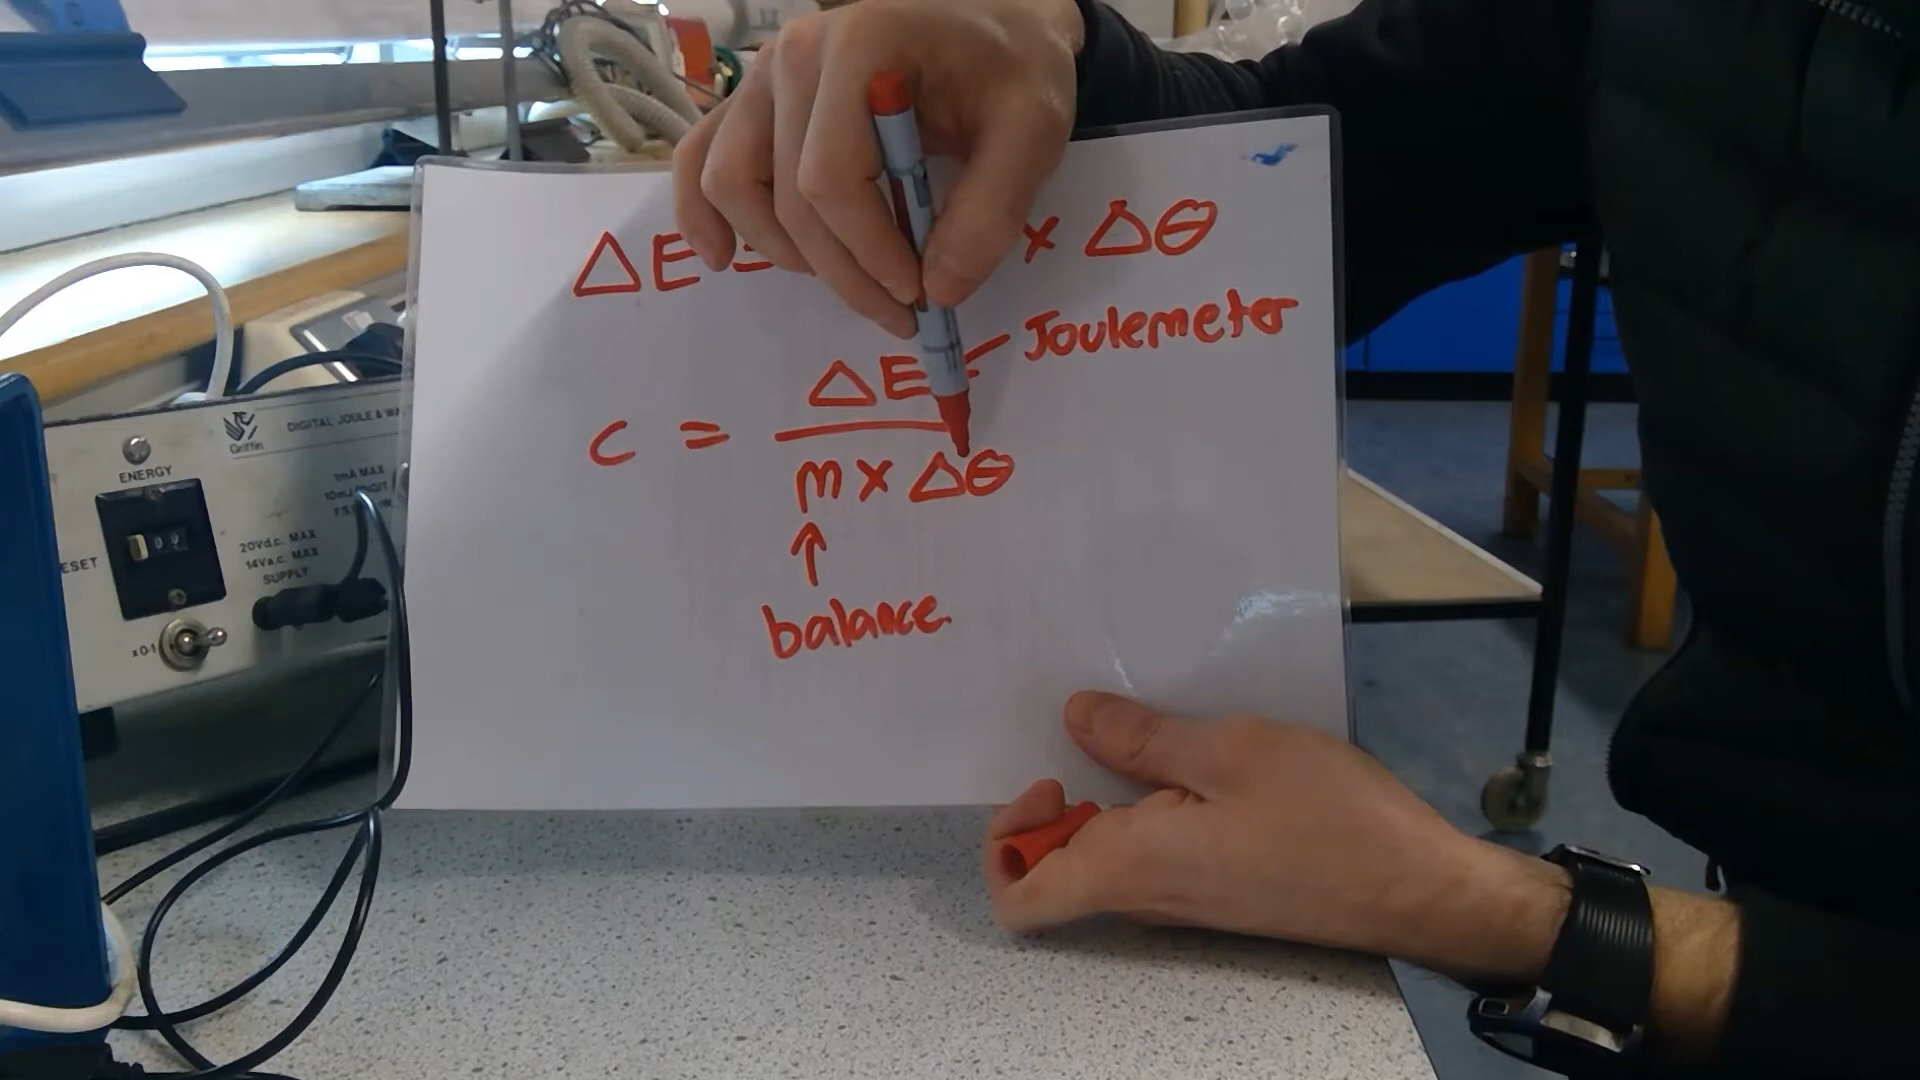 ΔE = x Δθ
Joulemeter
ΔE
c =
m x Δθ
↑
balance.
Griffin
DIGITAL JOULE &
ENERGY
1mA MAX
20Vd.c. MAX
14Va.c. MAX
SUPPLY
ESET
x0·1